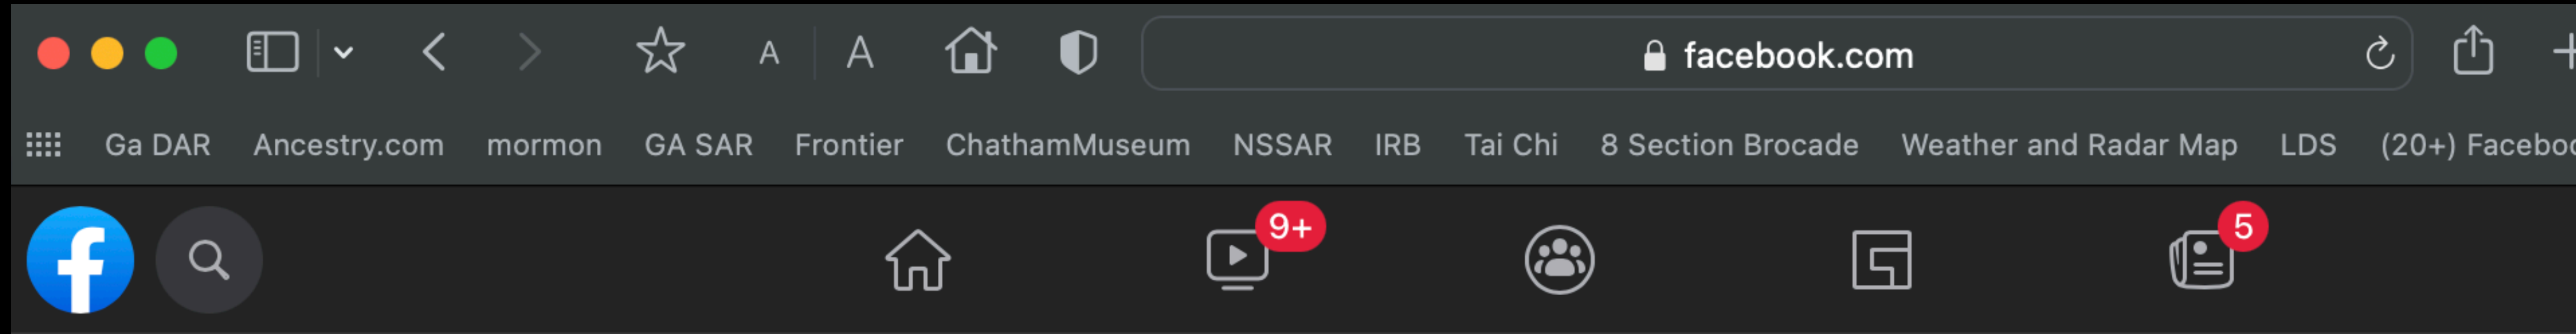 A A facebook.com
Ga DAR Ancestry.com mormon GA SAR Frontier ChathamMuseum NSSAR IRB Tai Chi 8 Section Brocade Weather and Radar Map LDS (20+)
f 9+ 5